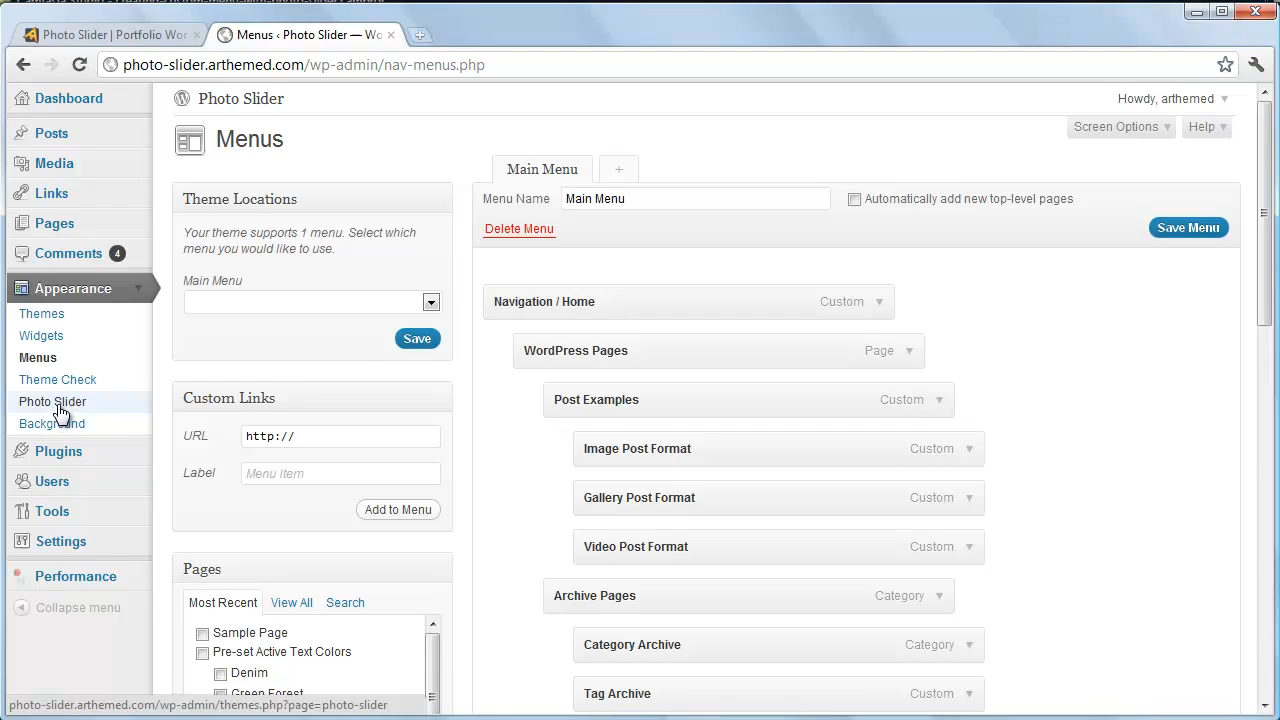 Photo Slider | Portfolio Wor
Menus ‹ Photo Slider — Wo
photo-slider.arthemed.com/wp-admin/nav-menus.php
Dashboard
Posts
Media
Links
Pages
Comments 4
Appearance
Themes
Widgets
Menus
Theme Check
Photo Slider
Background
Plugins
Users
Tools
Settings
Performance
Collapse menu
Photo Slider
Howdy, arthemed
Menus
Screen Options
Help
Theme Locations
Your theme supports 1 menu. Select which
menu you would like to use.
Main Menu
Save
Custom Links
URL http://
Label Menu Item
Add to Menu
Pages
Most Recent View All Search
Sample Page
Pre-set Active Text Colors
Denim
Green Forest
Main Menu +
Menu Name Main Menu Automatically add new top-level pages
Delete Menu Save Menu
Navigation / Home Custom
WordPress Pages Page
Post Examples Custom
Image Post Format Custom
Gallery Post Format Custom
Video Post Format Custom
Archive Pages Category
Category Archive Category
Tag Archive Custom
photo-slider.arthemed.com/wp-admin/themes.php?page=photo-slider